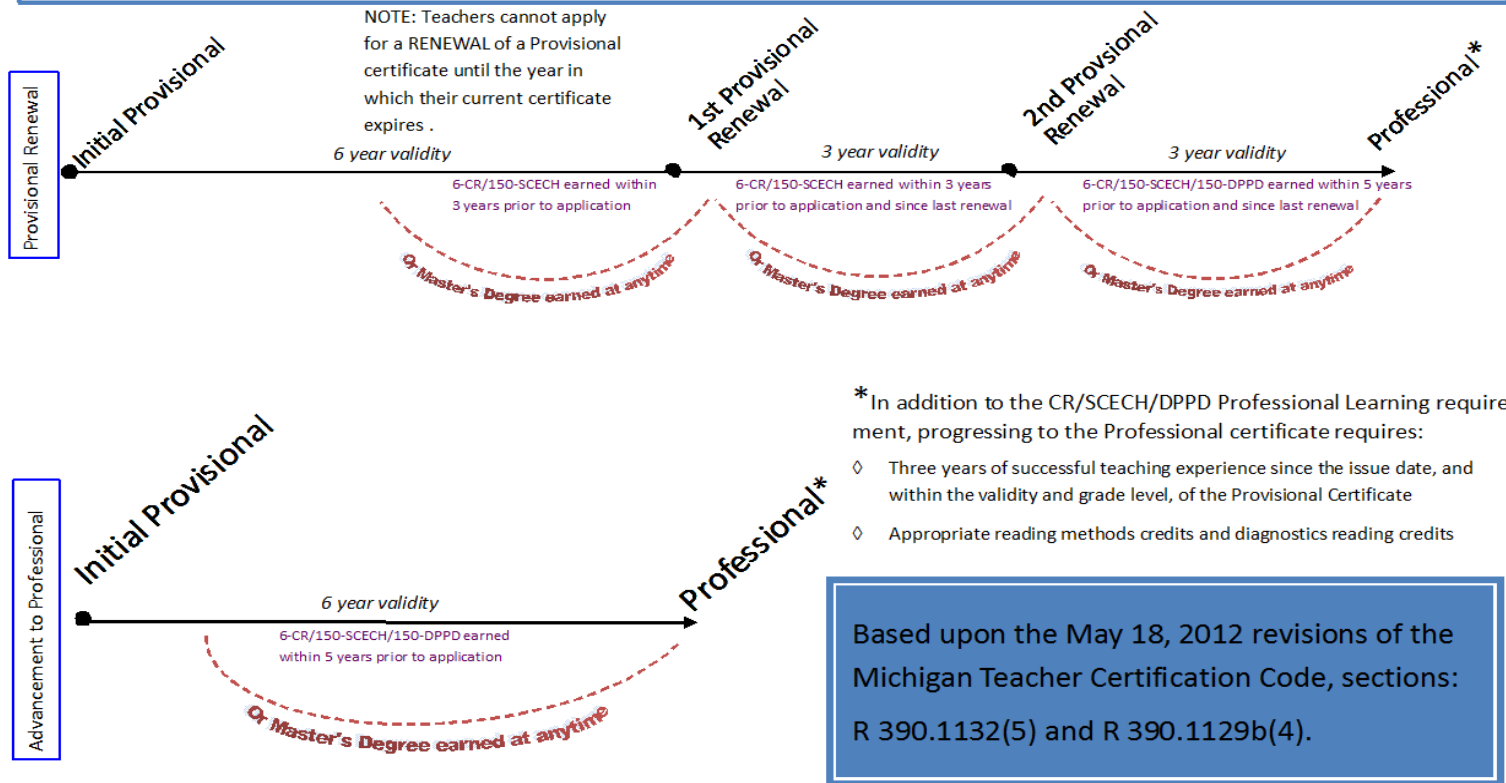 NOTE: Teachers cannot apply
for a RENEWAL of a Provisional
certificate until the year in
which their current certificate
expires .
Provisional Renewal
Initial Provisional
1st Provisional
Renewal
2nd Provsional
Renewal
Professional*
6 year validity
3 year validity
3 year validity
6-CR/150-SCECH earned within
3 years prior to application
6-CR/150-SCECH earned within 3 years
prior to application and since last renewal
6-CR/150-SCECH/150-DPPD earned within 5 years
prior to application and since last renewal
Or Master's Degree earned at anytime
Or Master's Degree earned at anytime
Or Master's Degree earned at anytime
Advancement to Professional
Initial Provisional
Professional*
6 year validity
6-CR/150-SCECH/150-DPPD earned
within 5 years prior to application
Or Master's Degree earned at anytime
*In addition to the CR/SCECH/DPPD Professional Learning require
ment, progressing to the Professional certificate requires:
◊ Three years of successful teaching experience since the issue date, and
within the validity and grade level, of the Provisional Certificate
◊ Appropriate reading methods credits and diagnostics reading credits
Based upon the May 18, 2012 revisions of the
Michigan Teacher Certification Code, sections:
R 390.1132(5) and R 390.1129b(4).